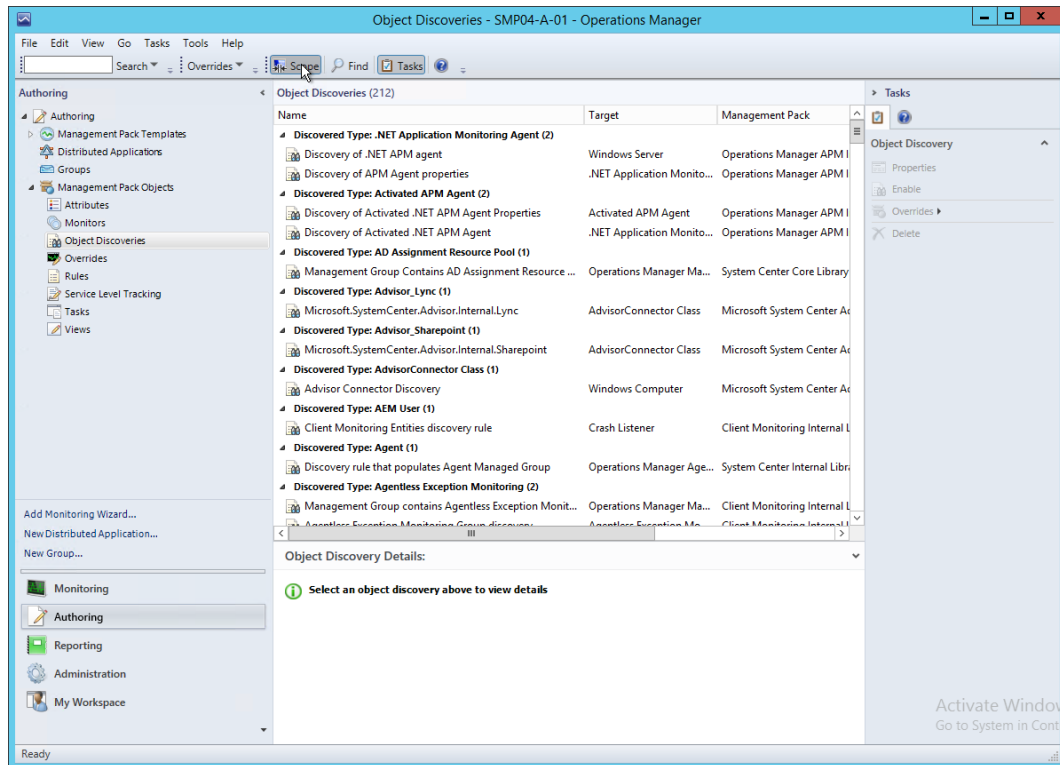 Object Discoveries - SMP04-A-01 - Operations Manager
File Edit View Go Tasks Tools Help
Search Overrides Scope Find Tasks
Authoring
Authoring
Management Pack Templates
Distributed Applications
Groups
Management Pack Objects
Attributes
Monitors
Object Discoveries
Overrides
Rules
Service Level Tracking
Tasks
Views
Add Monitoring Wizard...
New Distributed Application...
New Group...
Monitoring
Authoring
Reporting
Administration
My Workspace
Object Discoveries (212)
Name Target Management Pack
Discovered Type: .NET Application Monitoring Agent (2)
Discovery of .NET APM agent Windows Server Operations Manager APM I
Discovery of APM Agent properties .NET Application Monito... Operations Manager APM I
Discovered Type: Activated APM Agent (2)
Discovery of Activated .NET APM Agent Properties Activated APM Agent Operations Manager APM I
Discovery of Activated .NET APM Agent .NET Application Monito... Operations Manager APM I
Discovered Type: AD Assignment Resource Pool (1)
Management Group Contains AD Assignment Resource ... Operations Manager Ma... System Center Core Library
Discovered Type: Advisor_Lync (1)
Microsoft.SystemCenter.Advisor.Internal.Lync AdvisorConnector Class Microsoft System Center Ad
Discovered Type: Advisor_Sharepoint (1)
Microsoft.SystemCenter.Advisor.Internal.Sharepoint AdvisorConnector Class Microsoft System Center Ad
Discovered Type: AdvisorConnector Class (1)
Advisor Connector Discovery Windows Computer Microsoft System Center Ad
Discovered Type: AEM User (1)
Client Monitoring Entities discovery rule Crash Listener Client Monitoring Internal L
Discovered Type: Agent (1)
Discovery rule that populates Agent Managed Group Operations Manager Age... System Center Internal Libra
Discovered Type: Agentless Exception Monitoring (2)
Management Group contains Agentless Exception Monit... Operations Manager Ma... Client Monitoring Internal L
Agentless Exception Monitoring Group discovery Agentless Exception Mo... Client Monitoring Internal L
Object Discovery Details:
Select an object discovery above to view details
Tasks
Object Discovery
Properties
Enable
Overrides
Delete
Activate Window
Go to System in Cont
Ready